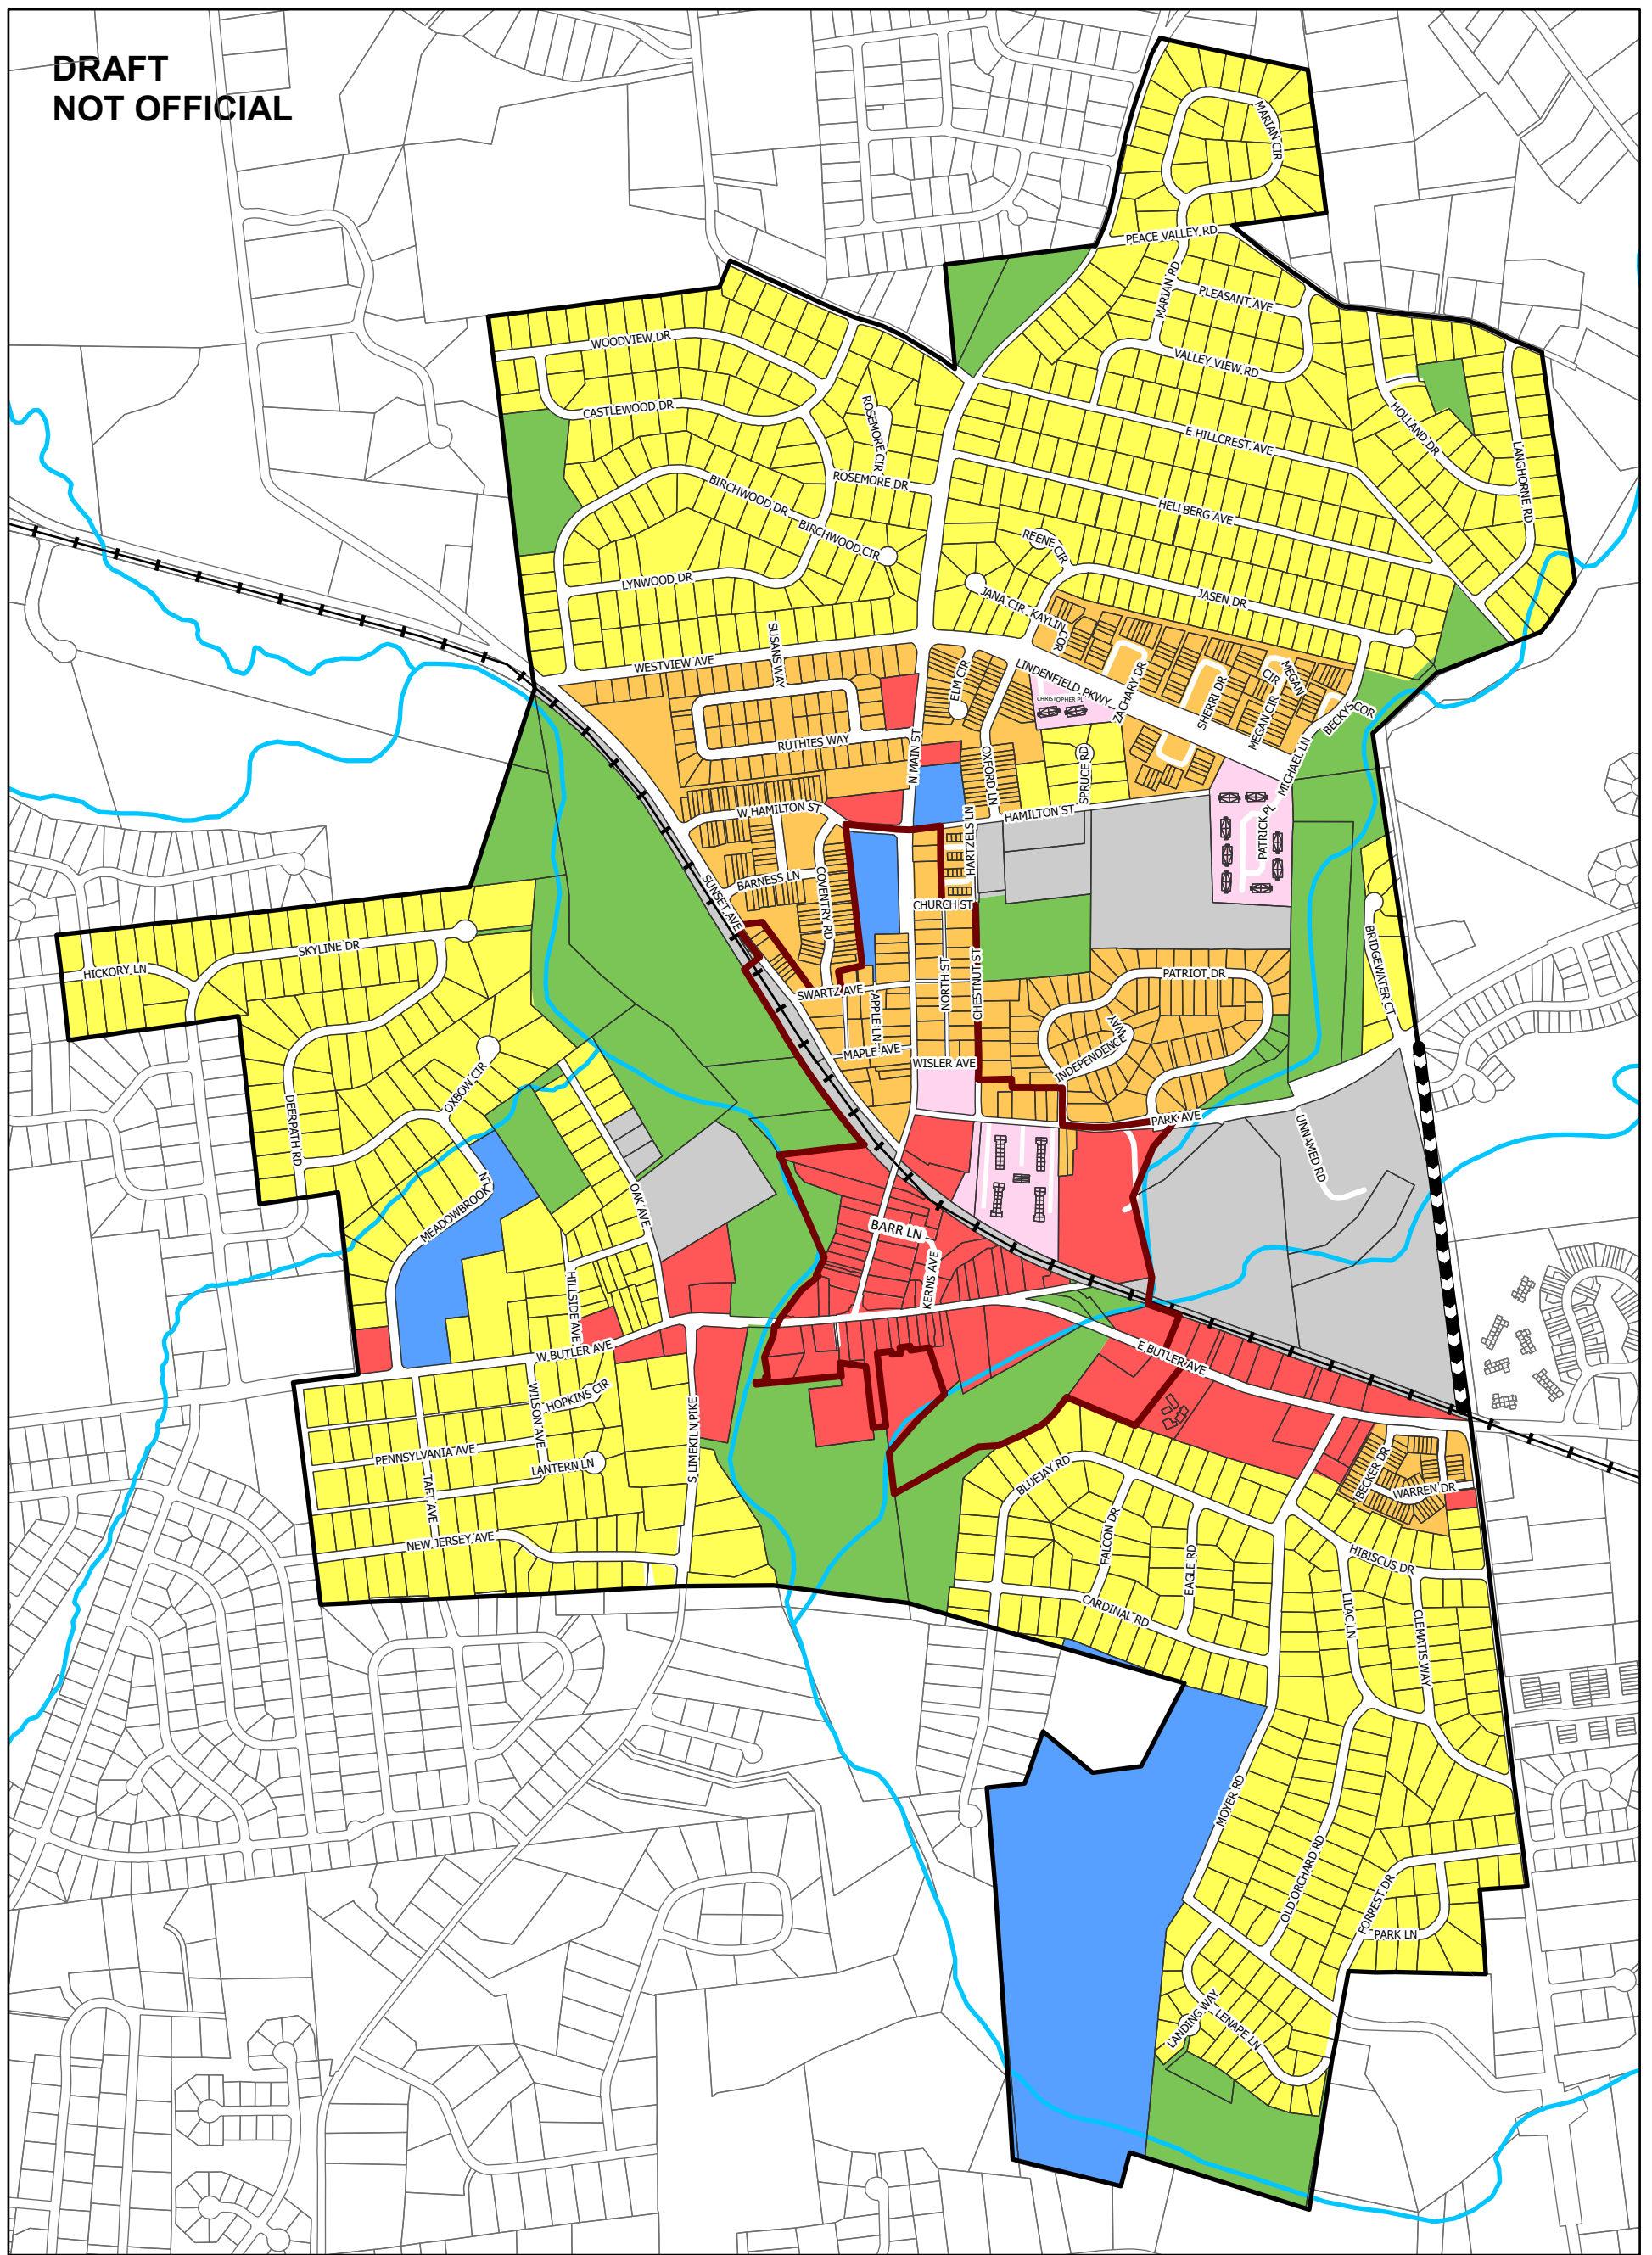 DRAFT
NOT OFFICIAL
MARIAN CIR
PEACE VALLEY RD
MARIAN RD
PLEASANT AVE
VALLEY VIEW RD
WOODVIEW DR
CASTLEWOOD DR
ROSEMORE CIR
ROSEMORE DR
E HILLCREST AVE
HOLLAND DR
LANGHORNE RD
BIRCHWOOD DR
BIRCHWOOD CIR
HELLBERG AVE
REENE CIR
LYNWOOD DR
JANA CIR
KAYLIN
COR
JASEN DR
SUSANS WAY
WESTVIEW AVE
ELM CIR
LINDENFIELD PKWY
CHRISTOPHER PL
ZACHARY DR
SHERRI DR
MEGAN
CIR
MEGAN CIR
BECKYS COR
RUTHIES WAY
N MAIN ST
OXFORD LN
SPRUCE RD
MICHAEL LN
W HAMILTON ST
HAMILTON ST
HARTZELS LN
PATRICK PL
BARNESS LN
COVENTRY RD
SUNSET AVE
CHURCH ST
SKYLINE DR
HICKORY LN
BRIDGEWATER CT
SWARTZ AVE
APPLE LN
NORTH ST
CHESTNUT ST
PATRIOT DR
INDEPENDENCE
WAY
MAPLE AVE
WISLER AVE
OXBOW CIR
DEERPATH RD
PARK AVE
UNNAMED RD
MEADOWBROOK
LN
OAK AVE
BARR LN
KERNS AVE
HILLSIDE AVE
W BUTLER AVE
E BUTLER AVE
WILSON AVE
HOPKINS CIR
PENNSYLVANIA AVE
LANTERN LN
TAFT AVE
S LIMEKILN PIKE
NEW JERSEY AVE
BLUEJAY RD
FALCON DR
EAGLE RD
CARDINAL RD
BECKER DR
WARREN DR
HIBISCUS DR
LILAC LN
CLEMATIS WAY
MOYER RD
OLD ORCHARD RD
FORREST DR
PARK LN
LANDING WAY
LENAPE LN